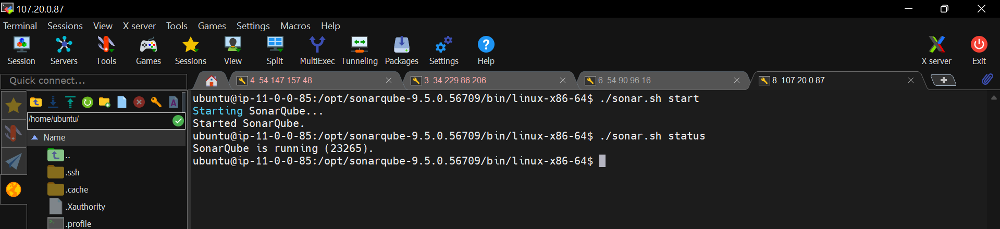 107.20.0.87
Terminal Sessions View X server Tools Games Settings Macros Help
Session Servers Tools Games Sessions View Split MultiExec Tunneling Packages Settings Help X server Exit
Quick connect...
4. 54.147.157.48
3. 34.229.86.206
6. 54.90.96.16
8. 107.20.0.87
/home/ubuntu/
Name
..
.ssh
.cache
.Xauthority
.profile
ubuntu@ip-11-0-0-85:/opt/sonarqube-9.5.0.56709/bin/linux-x86-64$ ./sonar.sh start
Starting SonarQube...
Started SonarQube.
ubuntu@ip-11-0-0-85:/opt/sonarqube-9.5.0.56709/bin/linux-x86-64$ ./sonar.sh status
SonarQube is running (23265).
ubuntu@ip-11-0-0-85:/opt/sonarqube-9.5.0.56709/bin/linux-x86-64$